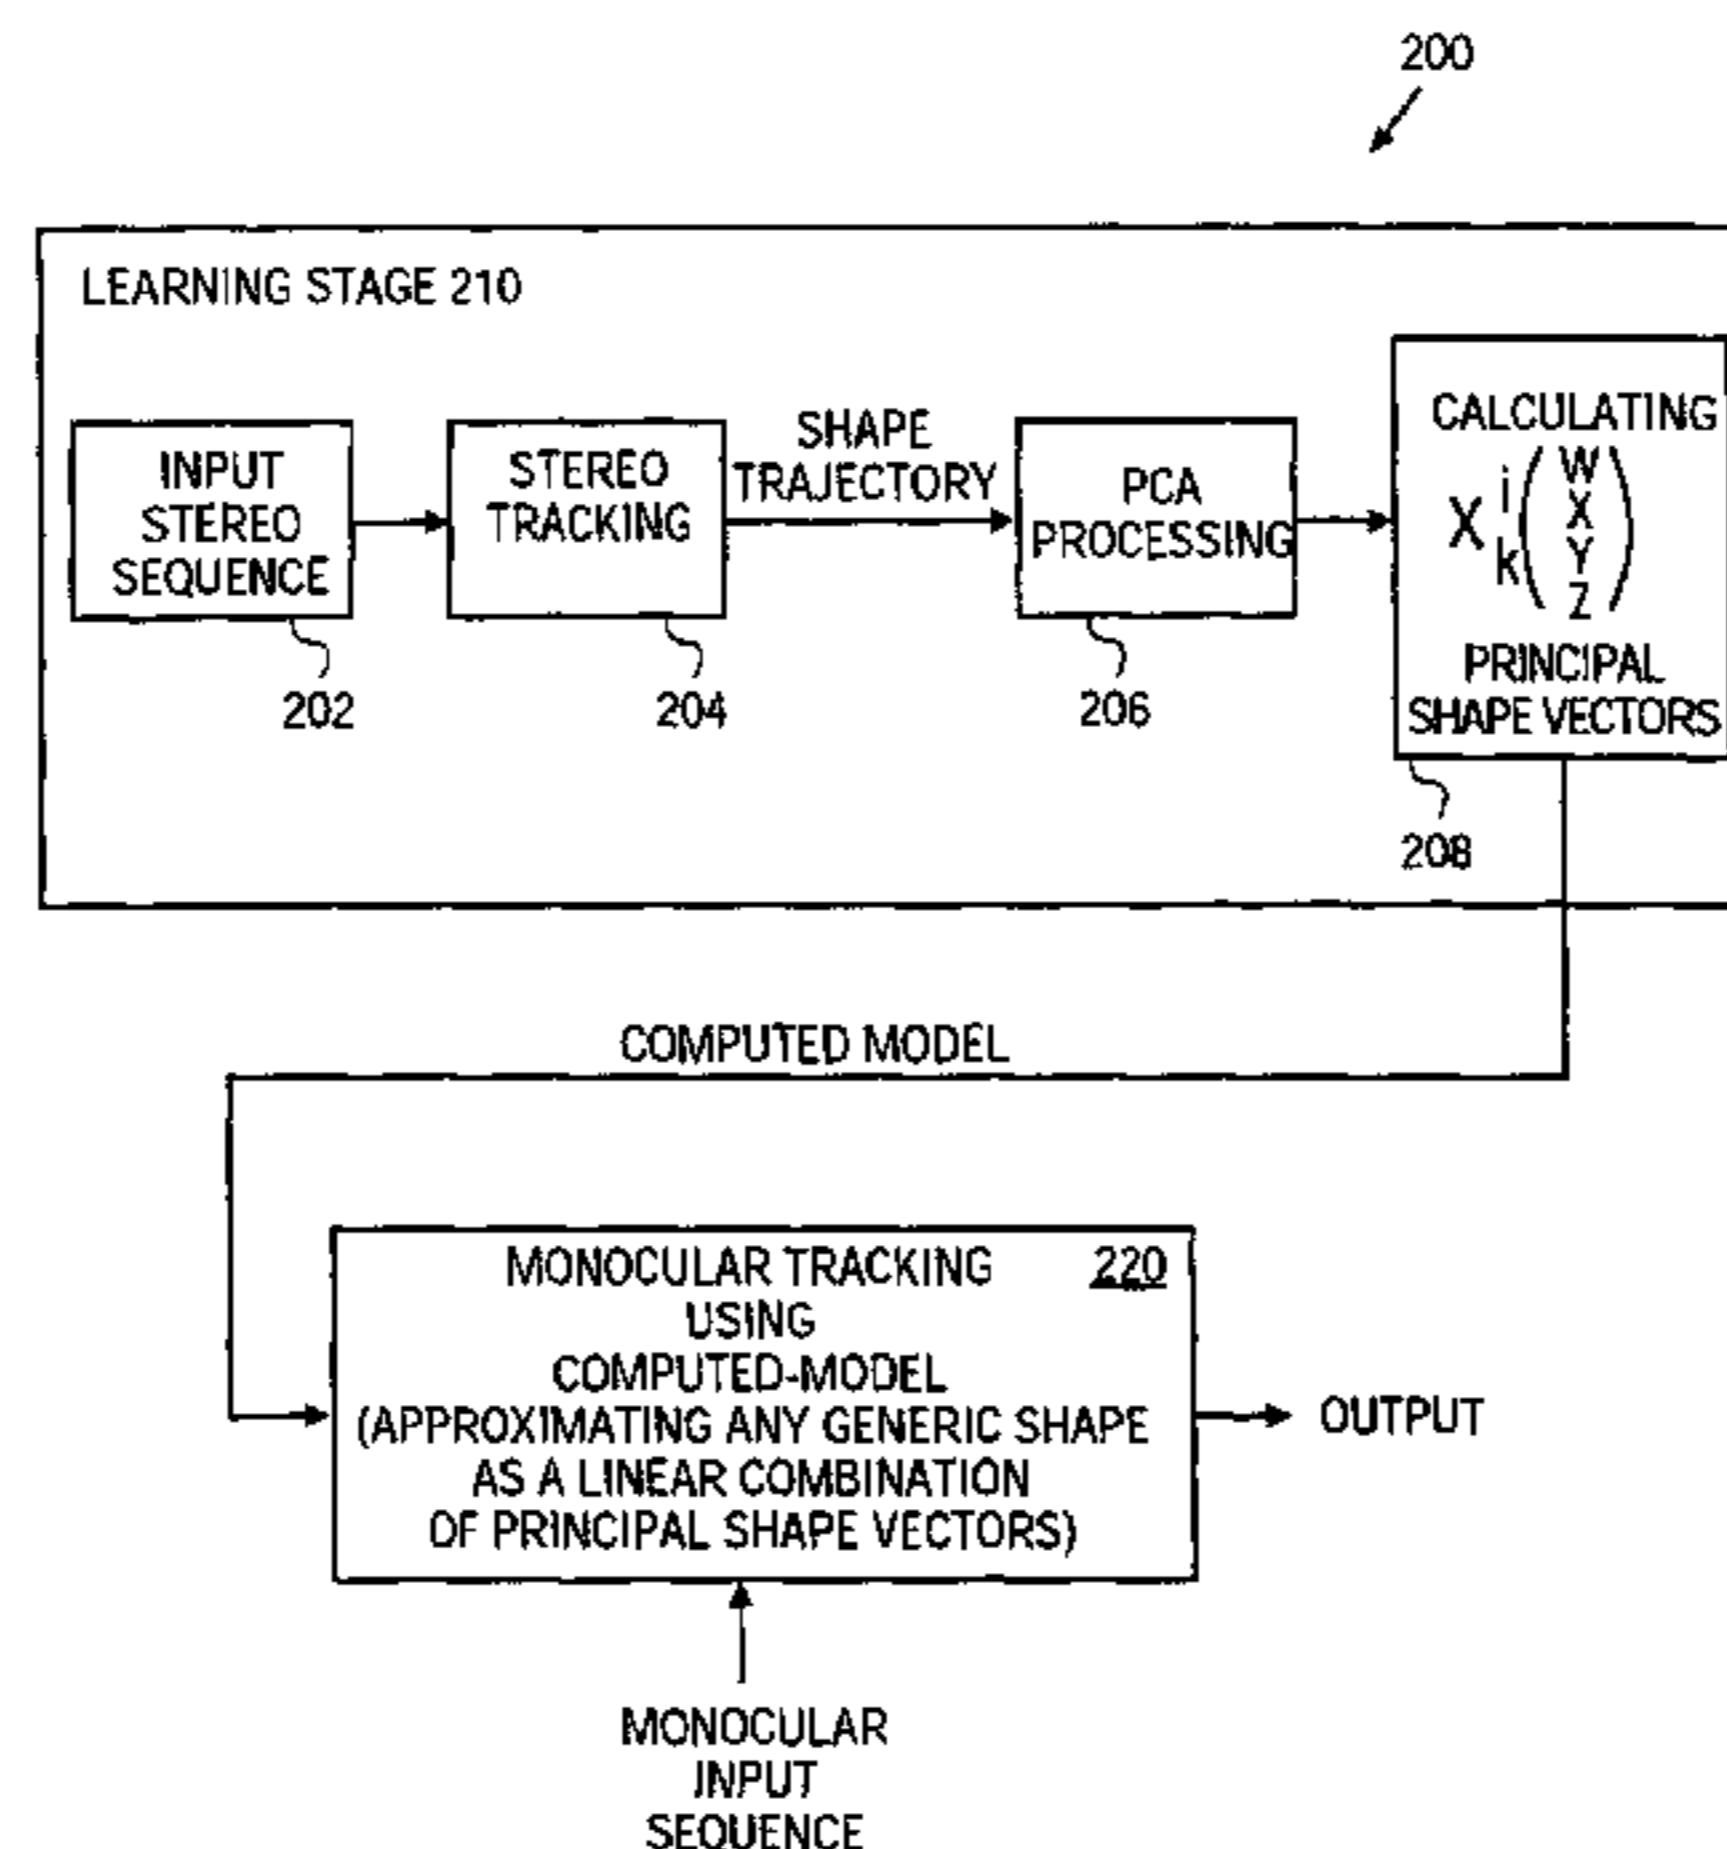 200
LEARNING STAGE 210
INPUT
STEREO
SEQUENCE
202
STEREO
TRACKING
204
SHAPE
TRAJECTORY
PCA
PROCESSING
206
CALCULATING
X i k ( W X Y Z )
PRINCIPAL
SHAPE VECTORS
208
COMPUTED MODEL
MONOCULAR TRACKING 220
USING
COMPUTED-MODEL
(APPROXIMATING ANY GENERIC SHAPE
AS A LINEAR COMBINATION
OF PRINCIPAL SHAPE VECTORS)
OUTPUT
MONOCULAR
INPUT
SEQUENCE